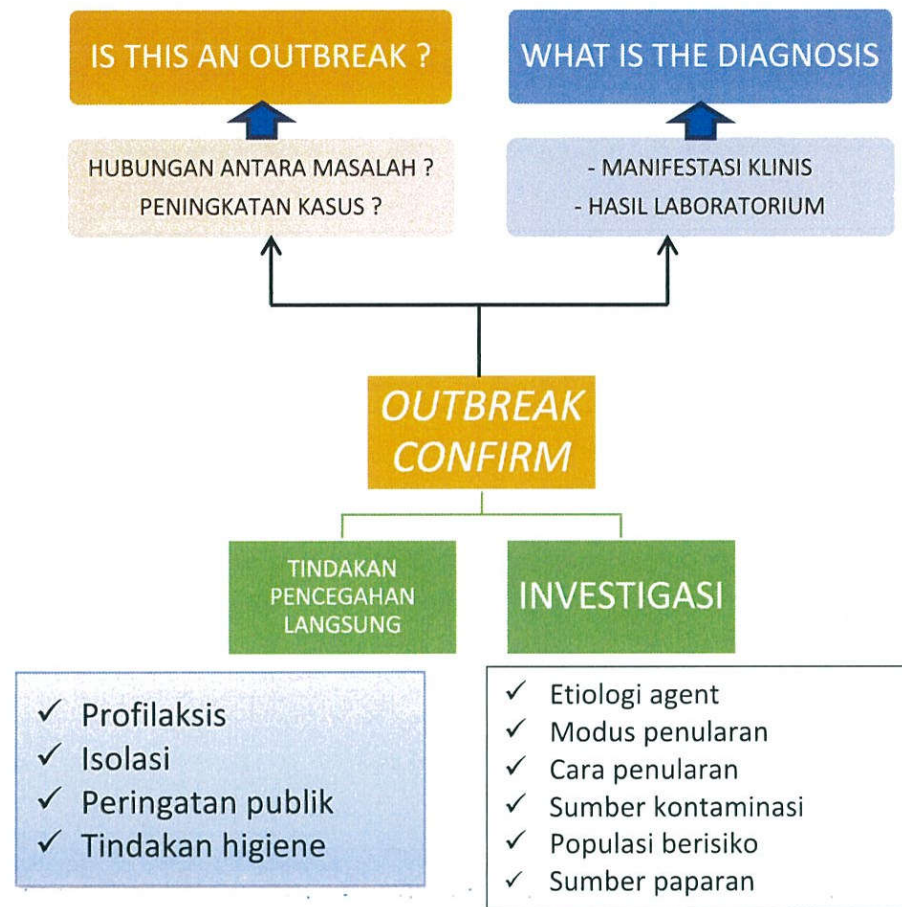 IS THIS AN OUTBREAK ?
WHAT IS THE DIAGNOSIS
HUBUNGAN ANTARA MASALAH ?
PENINGKATAN KASUS ?
- MANIFESTASI KLINIS
- HASIL LABORATORIUM
OUTBREAK
CONFIRM
TINDAKAN
PENCEGAHAN
LANGSUNG
INVESTIGASI
✓ Profilaksis
✓ Isolasi
✓ Peringatan publik
✓ Tindakan higiene
✓ Etiologi agent
✓ Modus penularan
✓ Cara penularan
✓ Sumber kontaminasi
✓ Populasi berisiko
✓ Sumber paparan